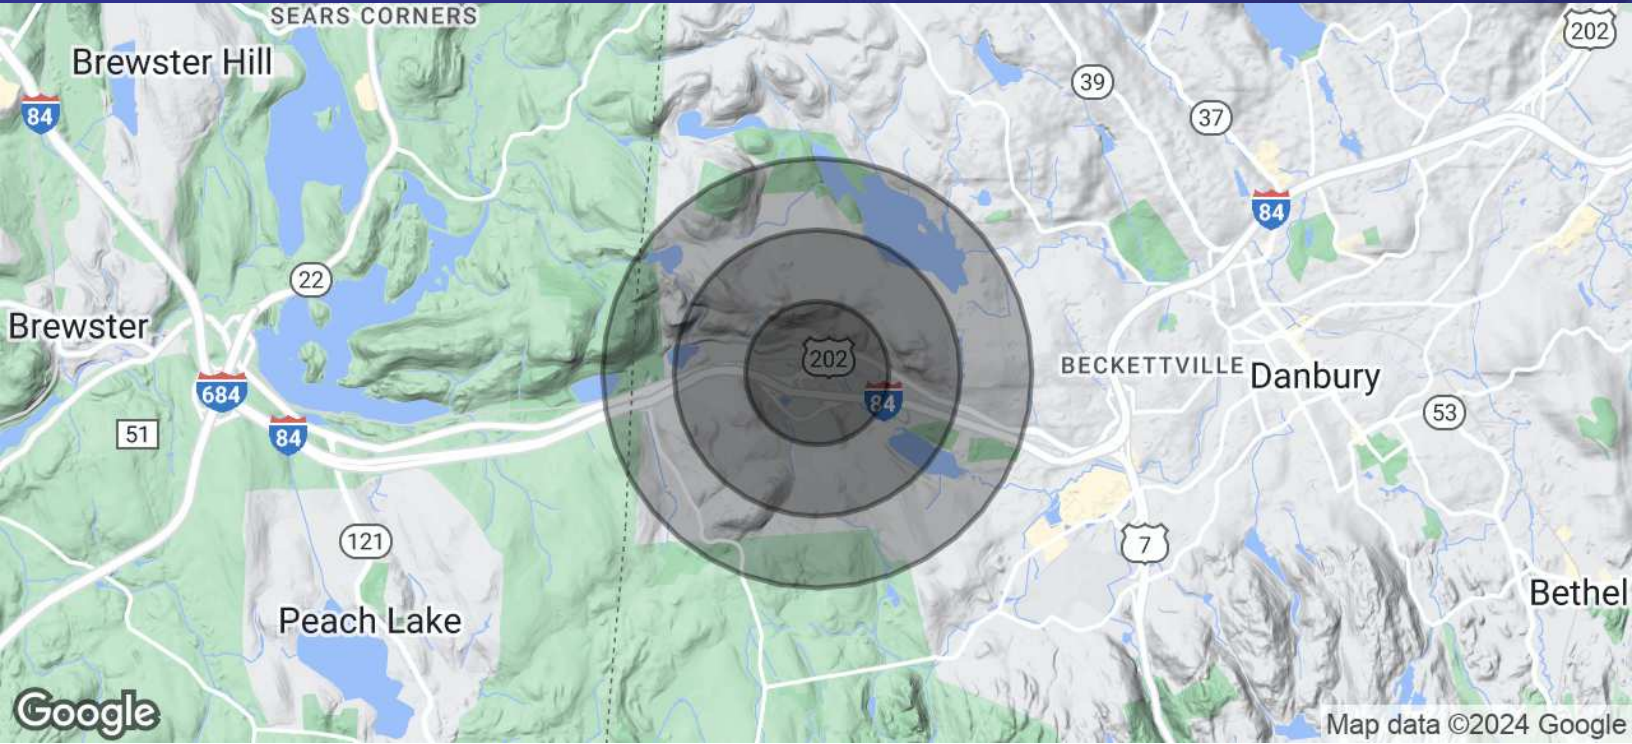 SEARS CORNERS
202
Brewster Hill
39
84
37
84
22
Brewster
202
BECKETTVILLE
Danbury
684
84
53
51
84
121
7
Bethel
Peach Lake
Google
Map data ©2024 Google